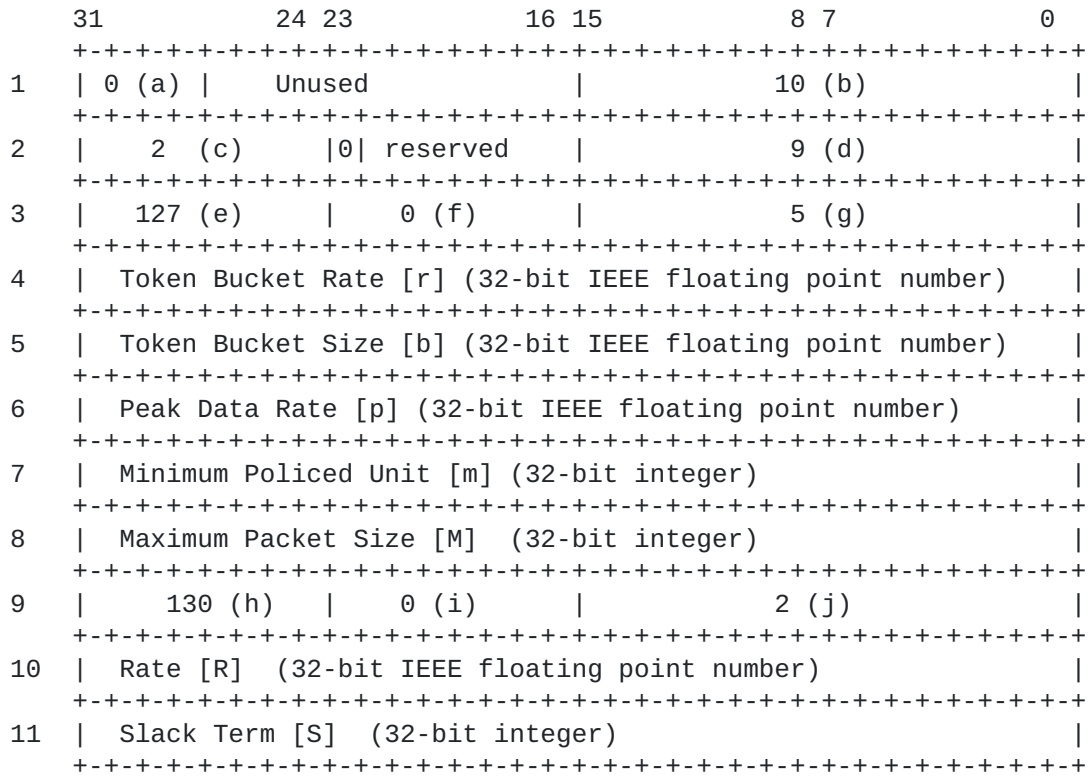 31           24 23           16 15            8 7             0
    +-+-+-+-+-+-+-+-+-+-+-+-+-+-+-+-+-+-+-+-+-+-+-+-+-+-+-+-+-+-+-+-+
1   | 0 (a) |    Unused             |            10 (b)             |
    +-+-+-+-+-+-+-+-+-+-+-+-+-+-+-+-+-+-+-+-+-+-+-+-+-+-+-+-+-+-+-+-+
2   |    2  (c)     |0| reserved    |             9 (d)             |
    +-+-+-+-+-+-+-+-+-+-+-+-+-+-+-+-+-+-+-+-+-+-+-+-+-+-+-+-+-+-+-+-+
3   |   127 (e)     |    0 (f)      |             5 (g)             |
    +-+-+-+-+-+-+-+-+-+-+-+-+-+-+-+-+-+-+-+-+-+-+-+-+-+-+-+-+-+-+-+-+
4   |  Token Bucket Rate [r] (32-bit IEEE floating point number)    |
    +-+-+-+-+-+-+-+-+-+-+-+-+-+-+-+-+-+-+-+-+-+-+-+-+-+-+-+-+-+-+-+-+
5   |  Token Bucket Size [b] (32-bit IEEE floating point number)    |
    +-+-+-+-+-+-+-+-+-+-+-+-+-+-+-+-+-+-+-+-+-+-+-+-+-+-+-+-+-+-+-+-+
6   |  Peak Data Rate [p] (32-bit IEEE floating point number)       |
    +-+-+-+-+-+-+-+-+-+-+-+-+-+-+-+-+-+-+-+-+-+-+-+-+-+-+-+-+-+-+-+-+
7   |  Minimum Policed Unit [m] (32-bit integer)                    |
    +-+-+-+-+-+-+-+-+-+-+-+-+-+-+-+-+-+-+-+-+-+-+-+-+-+-+-+-+-+-+-+-+
8   |  Maximum Packet Size [M]  (32-bit integer)                    |
    +-+-+-+-+-+-+-+-+-+-+-+-+-+-+-+-+-+-+-+-+-+-+-+-+-+-+-+-+-+-+-+-+
9   |     130 (h)   |    0 (i)      |            2 (j)              |
    +-+-+-+-+-+-+-+-+-+-+-+-+-+-+-+-+-+-+-+-+-+-+-+-+-+-+-+-+-+-+-+-+
10  |  Rate [R]  (32-bit IEEE floating point number)                |
    +-+-+-+-+-+-+-+-+-+-+-+-+-+-+-+-+-+-+-+-+-+-+-+-+-+-+-+-+-+-+-+-+
11  |  Slack Term [S]  (32-bit integer)                             |
    +-+-+-+-+-+-+-+-+-+-+-+-+-+-+-+-+-+-+-+-+-+-+-+-+-+-+-+-+-+-+-+-+